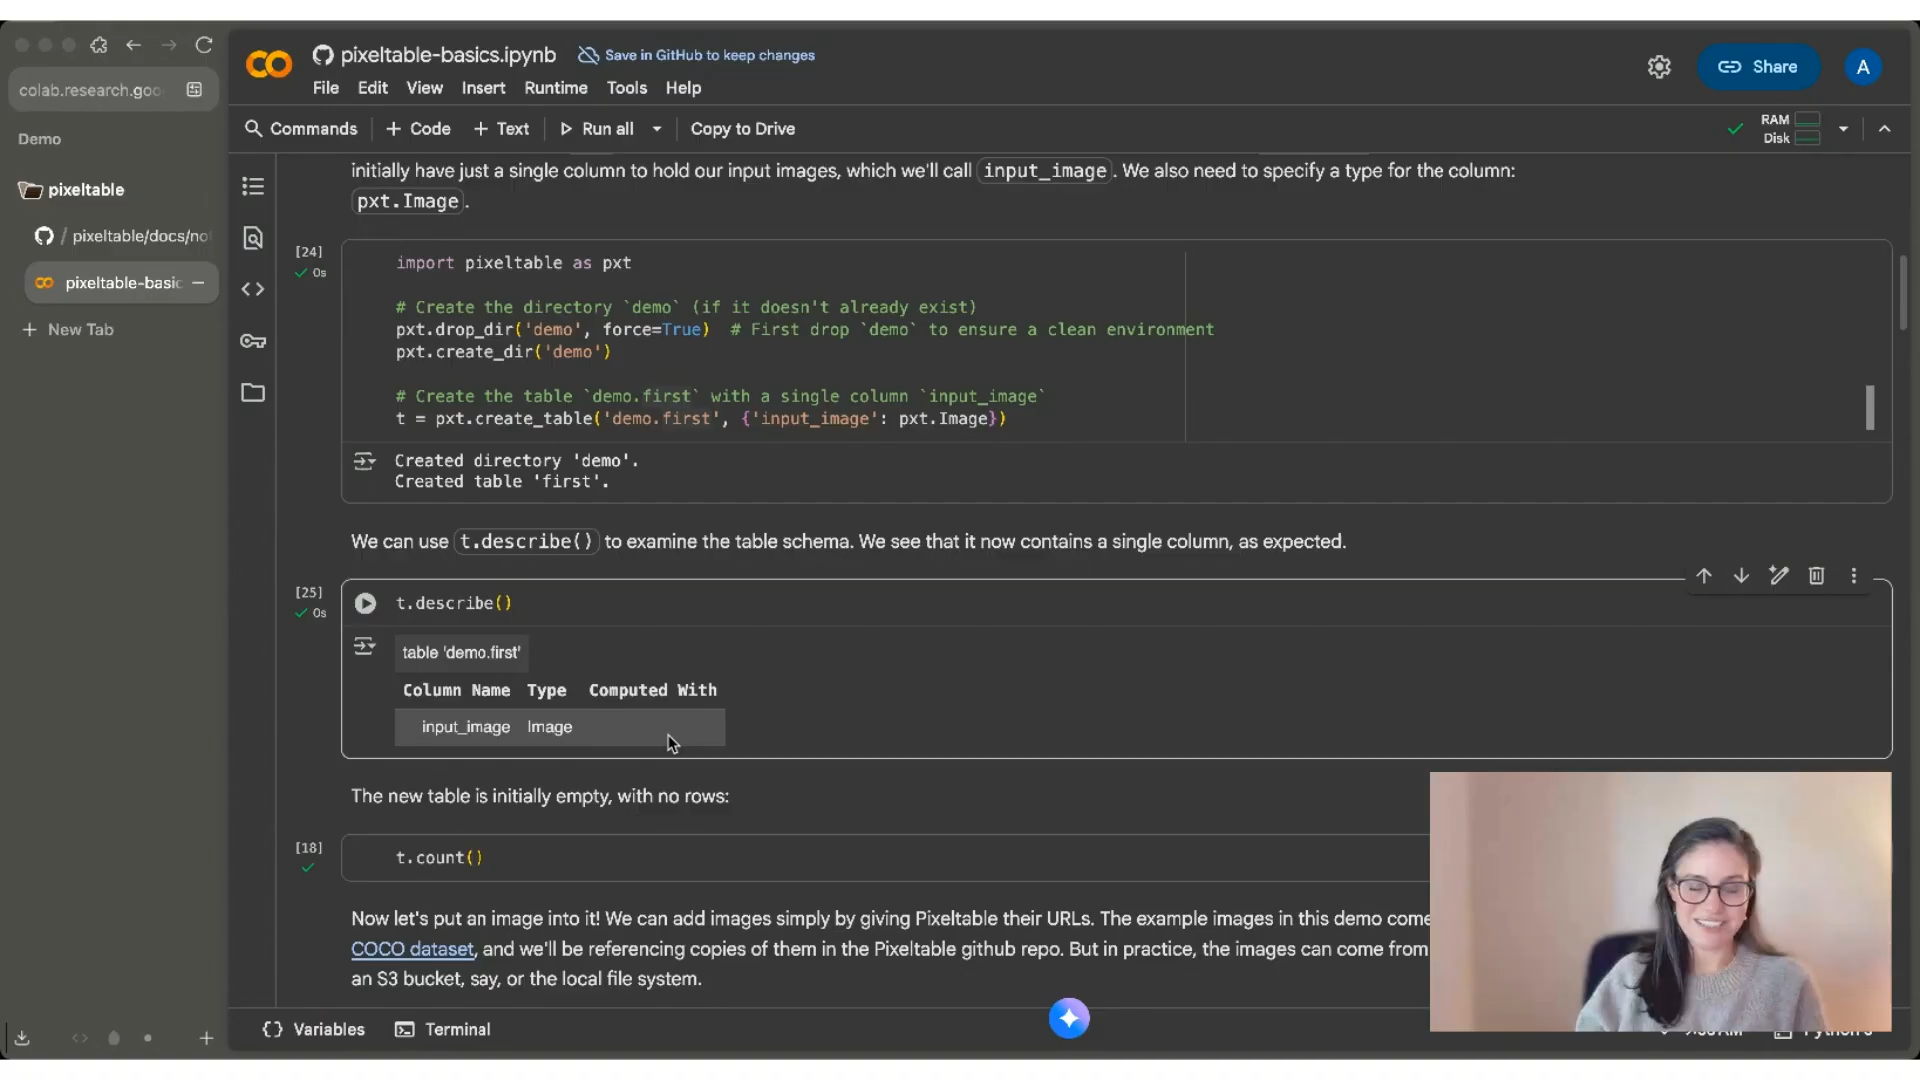 pixeltable-basics.ipynb
Save in GitHub to keep changes
File Edit View Insert Runtime Tools Help
Share
A
colab.research.goo
Commands
+ Code
+ Text
Run all
Copy to Drive
RAM
Disk
Demo
pixeltable
/ pixeltable/docs/no
pixeltable-basic
+ New Tab
initially have just a single column to hold our input images, which we'll call input_image. We also need to specify a type for the column:
pxt.Image.
[24]
0s
import pixeltable as pxt
# Create the directory `demo` (if it doesn't already exist)
pxt.drop_dir('demo', force=True)  # First drop `demo` to ensure a clean environment
pxt.create_dir('demo')
# Create the table `demo.first` with a single column `input_image`
t = pxt.create_table('demo.first', {'input_image': pxt.Image})
Created directory 'demo'.
Created table 'first'.
We can use t.describe() to examine the table schema. We see that it now contains a single column, as expected.
[25]
0s
t.describe()
table 'demo.first'
Column Name Type Computed With
input_image Image
The new table is initially empty, with no rows:
[18]
t.count()
Now let's put an image into it! We can add images simply by giving Pixeltable their URLs. The example images in this demo come
COCO dataset, and we'll be referencing copies of them in the Pixeltable github repo. But in practice, the images can come from
an S3 bucket, say, or the local file system.
{} Variables
Terminal